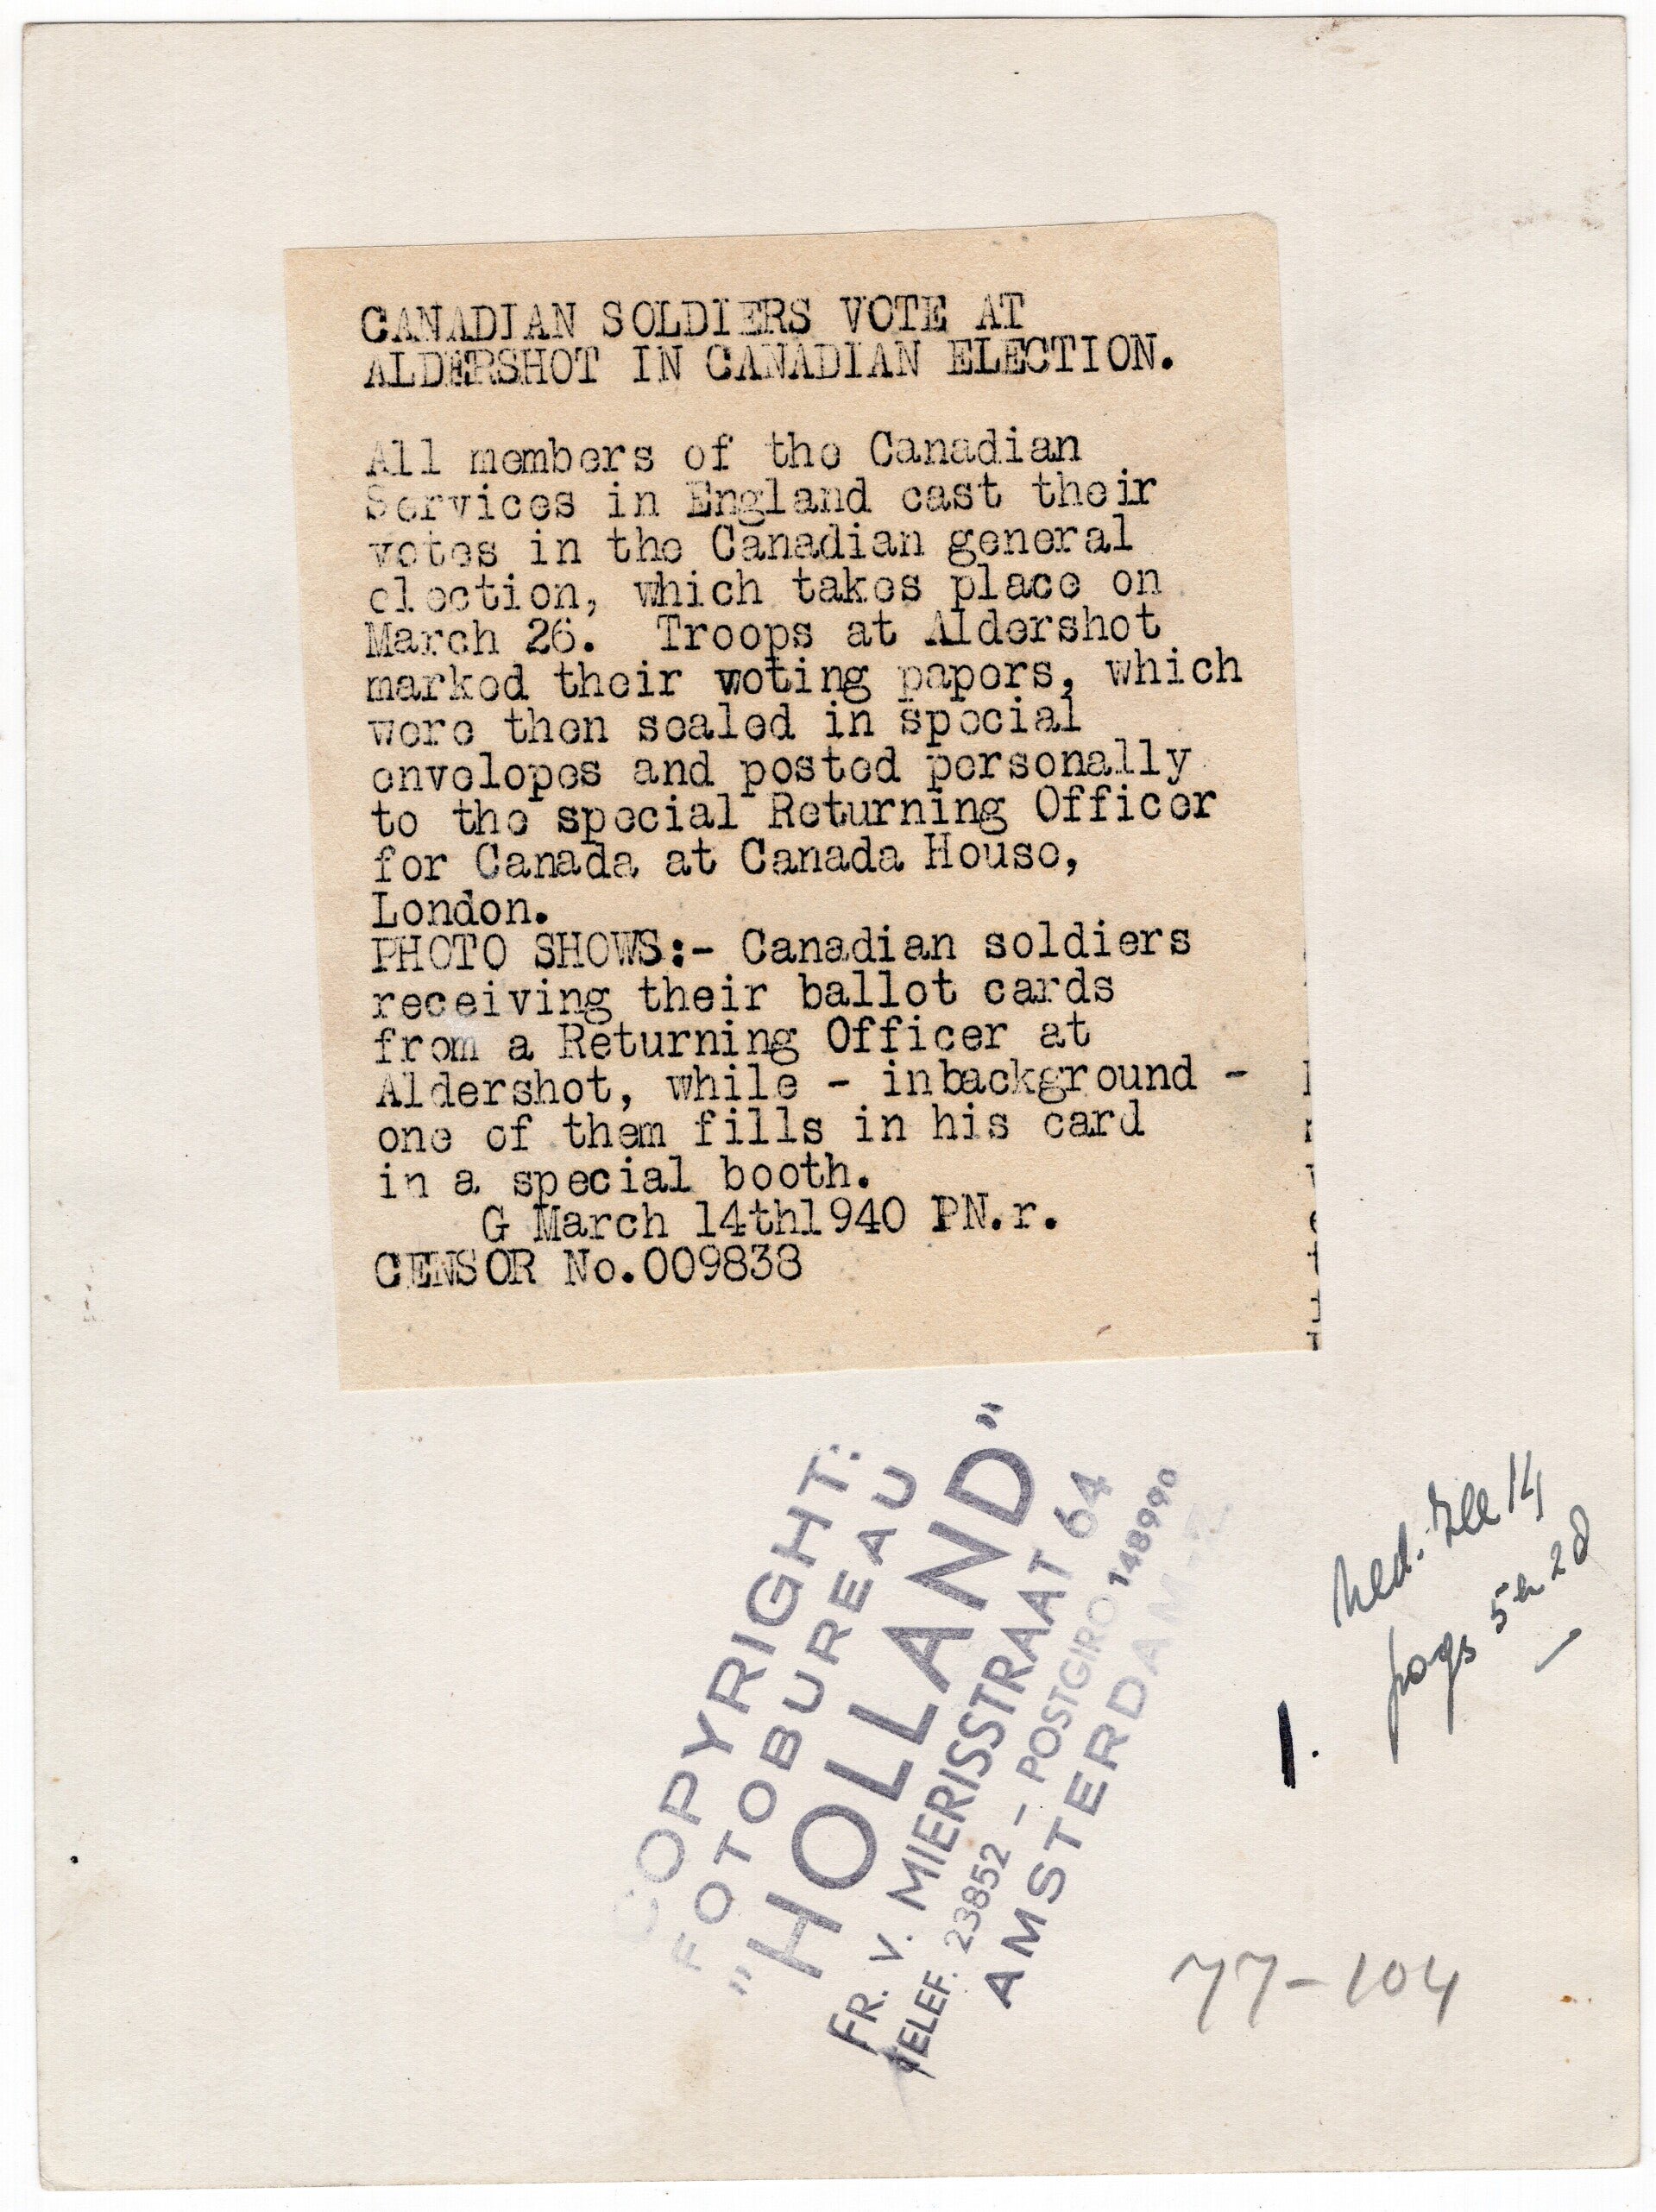 CANADIAN SOLDIERS VOTE AT
ALDERSHOT IN CANADIAN ELECTION.
All members of the Canadian
Services in England cast their
votes in the Canadian general
election, which takes place on
March 26. Troops at Aldershot
marked their voting papers, which
were then sealed in special
envelopes and posted personally
to the special Returning Officer
for Canada at Canada House,
London.
PHOTO SHOWS:- Canadian soldiers
receiving their ballot cards
from a Returning Officer at
Aldershot, while - inbackground -
one of them fills in his card
in a special booth.
G March 14th1940 PN.r.
CENSOR No.009838
COPYRIGHT:
FOTOBUREAU
"HOLLAND"
FR. V. MIERISSTRAAT 64
TELEF. 23852 - POSTGIRO 148990
AMSTERDAM-Z
14
5 en 28
1.
77-104